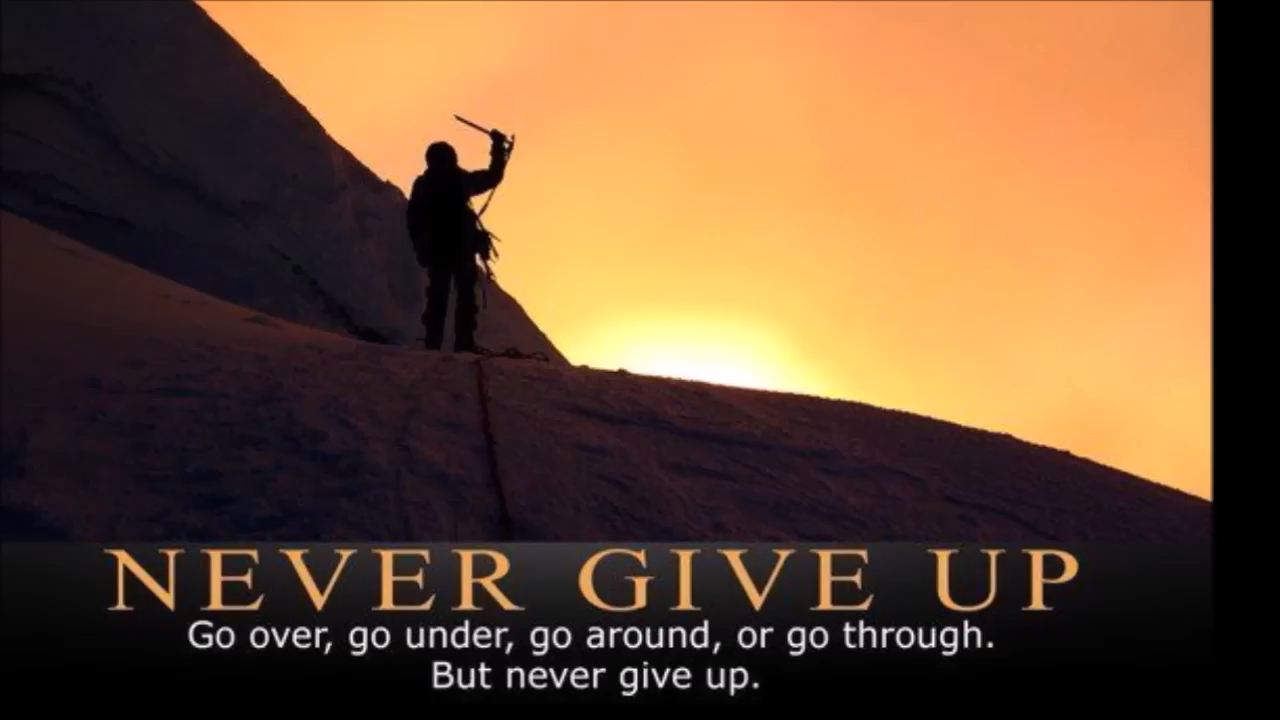 NEVER GIVE UP
Go over, go under, go around, or go through.
But never give up.